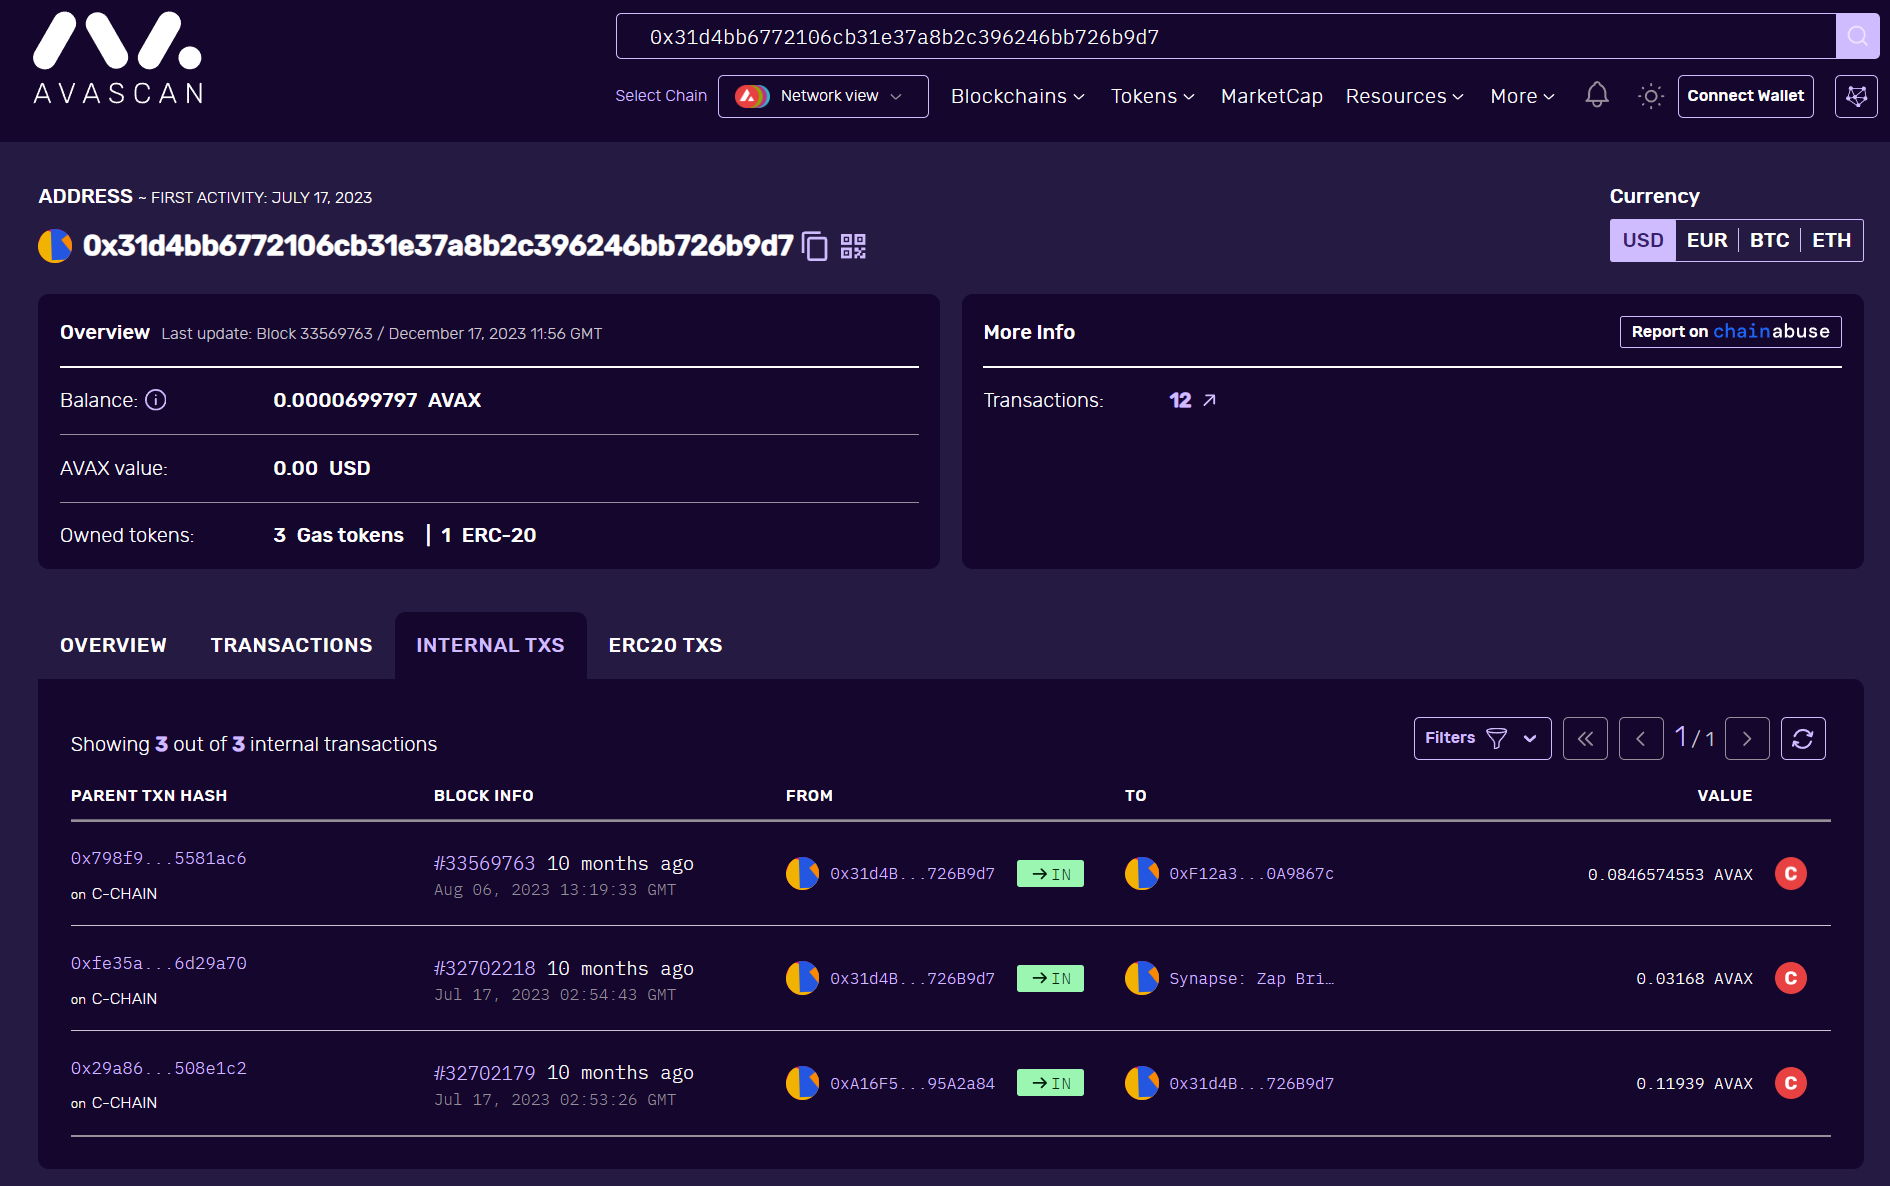 AVASCAN
0x31d4bb6772106cb31e37a8b2c396246bb726b9d7
Select Chain Network view Blockchains Tokens MarketCap Resources More Connect Wallet
ADDRESS ~ FIRST ACTIVITY: JULY 17, 2023
0x31d4bb6772106cb31e37a8b2c396246bb726b9d7
Currency
USD EUR BTC ETH
Overview Last update: Block 33569763 / December 17, 2023 11:56 GMT
Balance: 0.0000699797 AVAX
AVAX value: 0.00 USD
Owned tokens: 3 Gas tokens | 1 ERC-20
More Info Report on chainabuse
Transactions: 12
OVERVIEW TRANSACTIONS INTERNAL TXS ERC20 TXS
Showing 3 out of 3 internal transactions Filters 1 / 1
PARENT TXN HASH BLOCK INFO FROM TO VALUE
0x798f9...5581ac6 #33569763 10 months ago 0x31d4B...726B9d7 IN 0xF12a3...0A9867c 0.0846574553 AVAX C
on C-CHAIN Aug 06, 2023 13:19:33 GMT
0xfe35a...6d29a70 #32702218 10 months ago 0x31d4B...726B9d7 IN Synapse: Zap Bri… 0.03168 AVAX C
on C-CHAIN Jul 17, 2023 02:54:43 GMT
0x29a86...508e1c2 #32702179 10 months ago 0xA16F5...95A2a84 IN 0x31d4B...726B9d7 0.11939 AVAX C
on C-CHAIN Jul 17, 2023 02:53:26 GMT